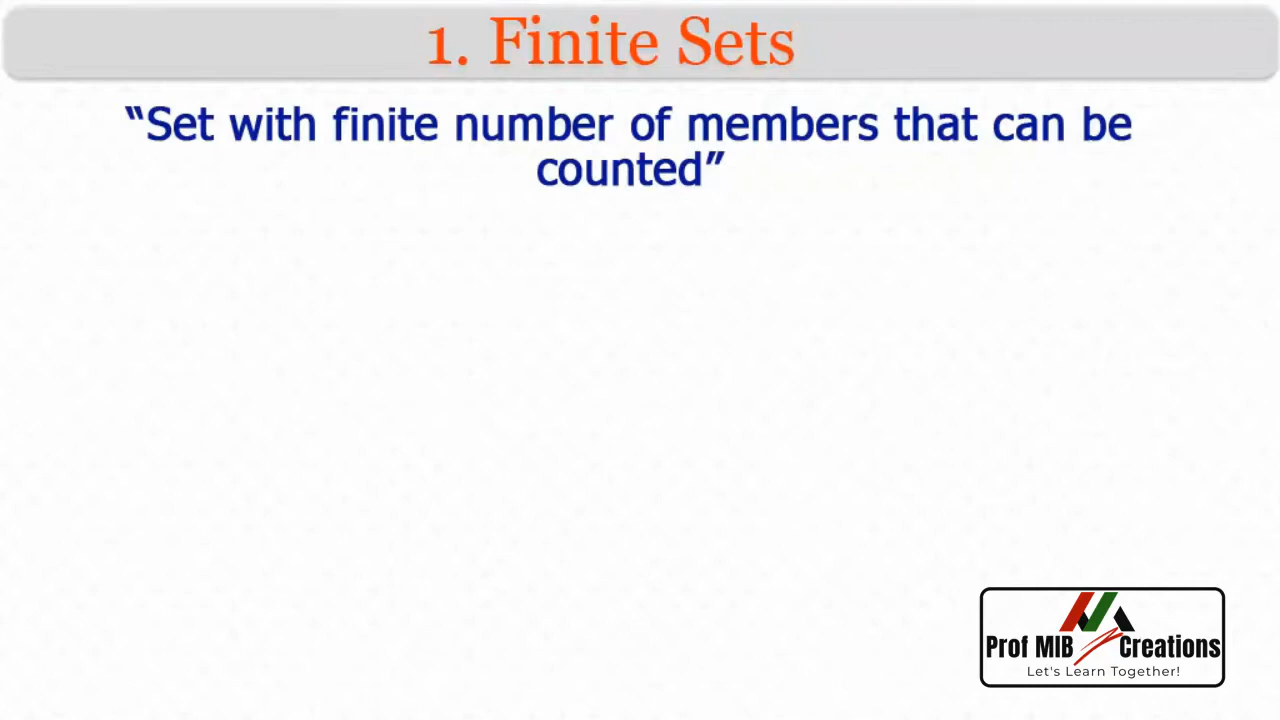 1. Finite Sets
“Set with finite number of members that can be
counted”
Prof MIB Creations
Let's Learn Together!